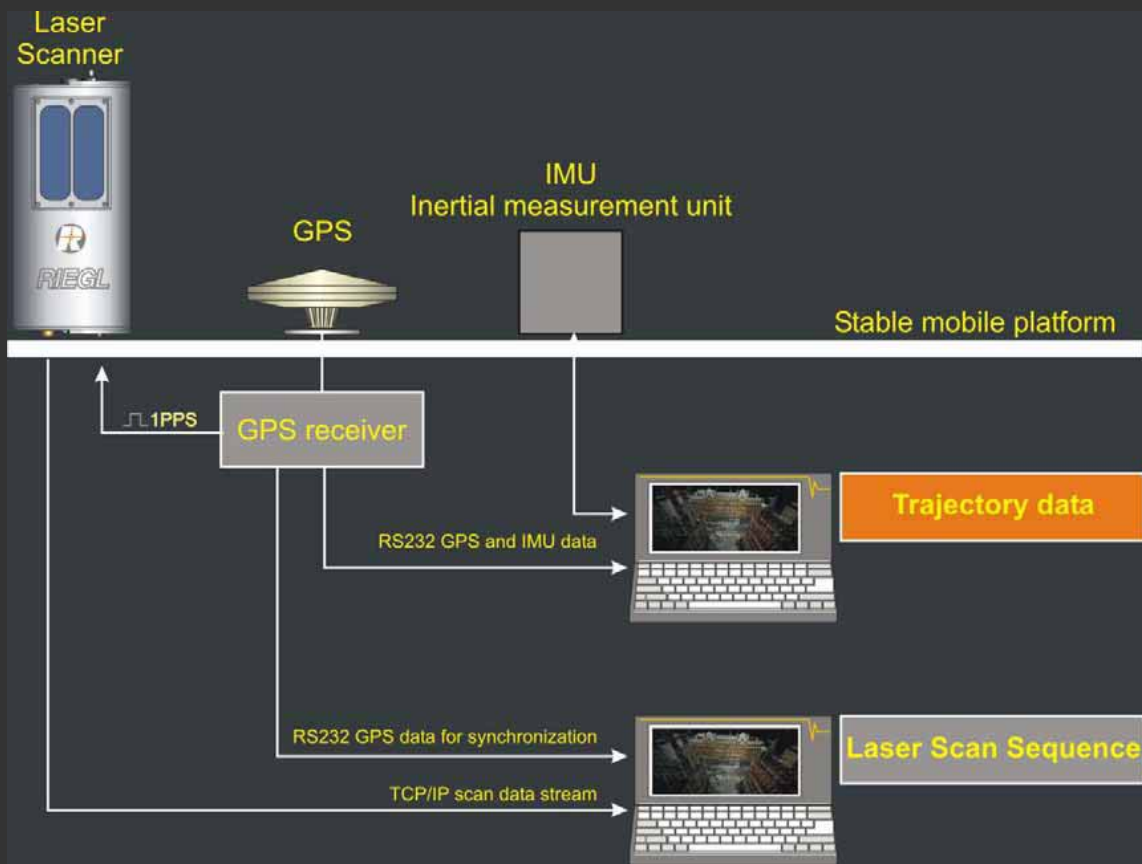 Laser
Scanner
RIEGL
GPS
IMU
Inertial measurement unit
Stable mobile platform
1PPS
GPS receiver
Trajectory data
RS232 GPS and IMU data
RS232 GPS data for synchronization
Laser Scan Sequence
TCP/IP scan data stream